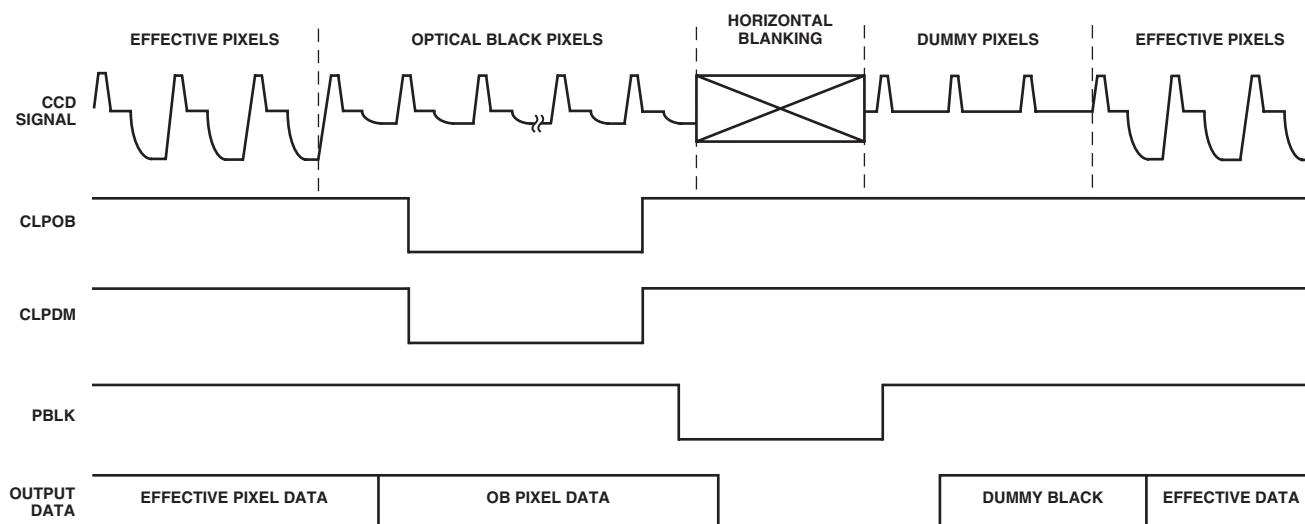 EFFECTIVE PIXELS
OPTICAL BLACK PIXELS
HORIZONTAL
BLANKING
DUMMY PIXELS
EFFECTIVE PIXELS
CCD
SIGNAL
CLPOB
CLPDM
PBLK
OUTPUT
DATA
EFFECTIVE PIXEL DATA
OB PIXEL DATA
DUMMY BLACK
EFFECTIVE DATA